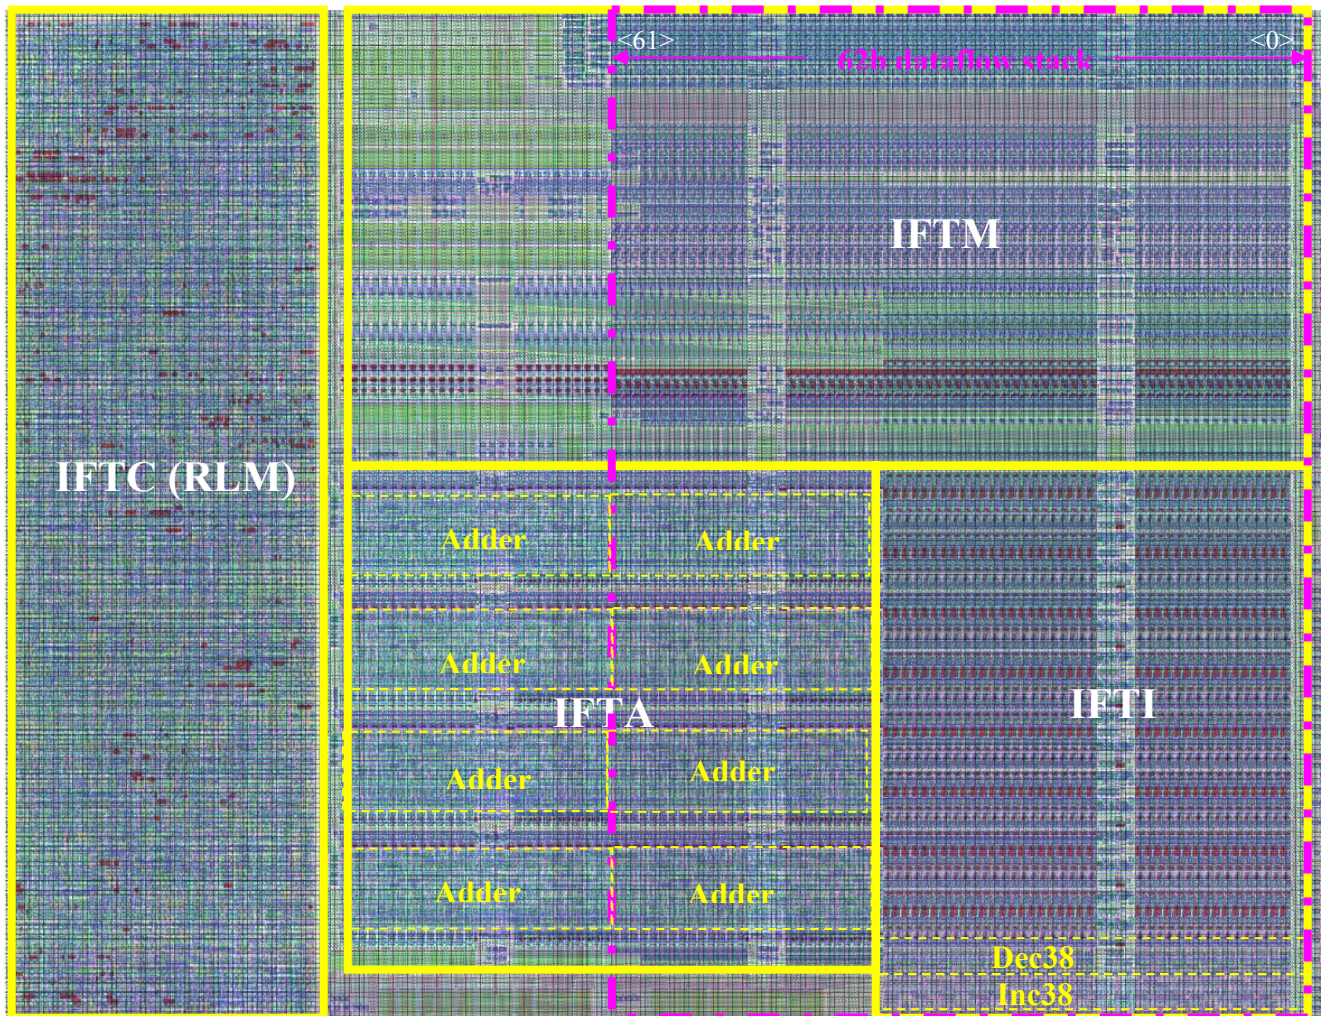 <61> <0>
62b dataflow stack
IFTM
IFTC (RLM)
Adder Adder
Adder Adder
IFTA
IFTI
Adder Adder
Adder Adder
Dec38
Inc38